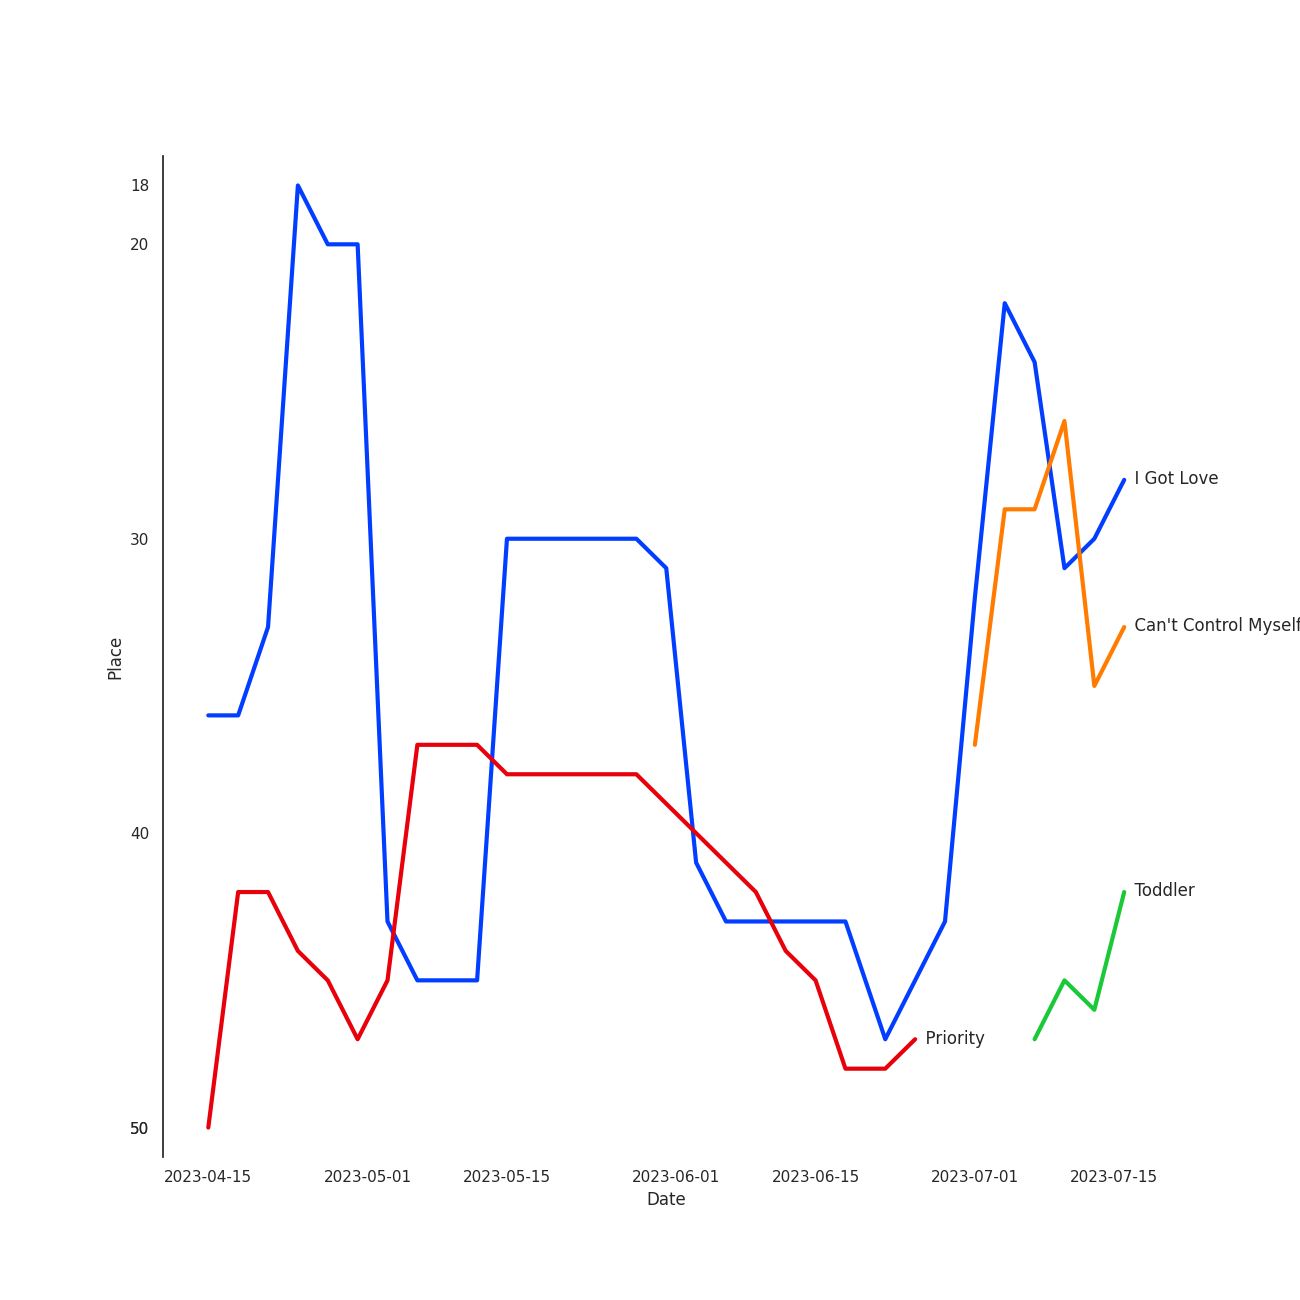 18
20
30
40
50
Place
I Got Love
Can't Control Myself
Toddler
Priority
2023-04-15
2023-05-01
2023-05-15
2023-06-01
2023-06-15
2023-07-01
2023-07-15
Date